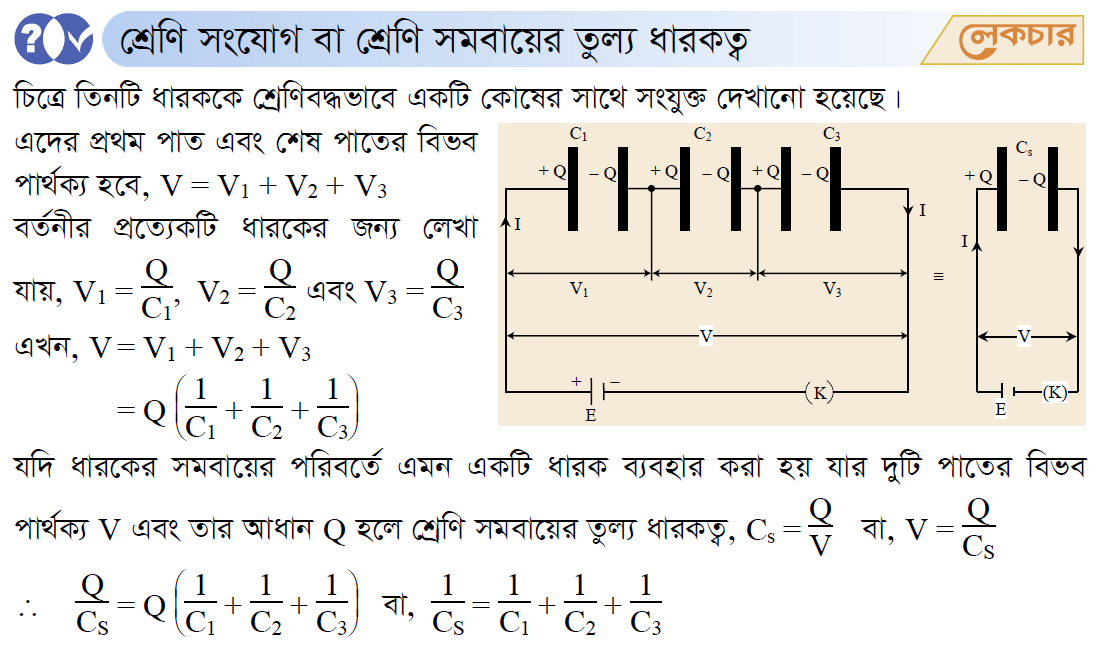 শ্রেণি সংযোগ বা শ্রেণি সমবায়ের তুল্য ধারকত্ব
লেকচার
চিত্রে তিনটি ধারককে শ্রেণিবদ্ধভাবে একটি কোষের সাথে সংযুক্ত দেখানো হয়েছে।
এদের প্রথম পাত এবং শেষ পাতের বিভব
পার্থক্য হবে, V = V₁ + V₂ + V₃
বর্তনীর প্রত্যেকটি ধারকের জন্য লেখা
যায়, V₁ = Q/C₁, V₂ = Q/C₂ এবং V₃ = Q/C₃
এখন, V = V₁ + V₂ + V₃
= Q (1/C₁ + 1/C₂ + 1/C₃)
C₁ C₂ C₃
+ Q – Q + Q – Q + Q – Q
I I
V₁ V₂ V₃
V
+ –
E (K)
≡
Cₛ
+ Q – Q
I
V
E (K)
যদি ধারকের সমবায়ের পরিবর্তে এমন একটি ধারক ব্যবহার করা হয় যার দুটি পাতের বিভব
পার্থক্য V এবং তার আধান Q হলে শ্রেণি সমবায়ের তুল্য ধারকত্ব, Cₛ = Q/V বা, V = Q/C_S
∴ Q/C_S = Q (1/C₁ + 1/C₂ + 1/C₃) বা, 1/C_S = 1/C₁ + 1/C₂ + 1/C₃